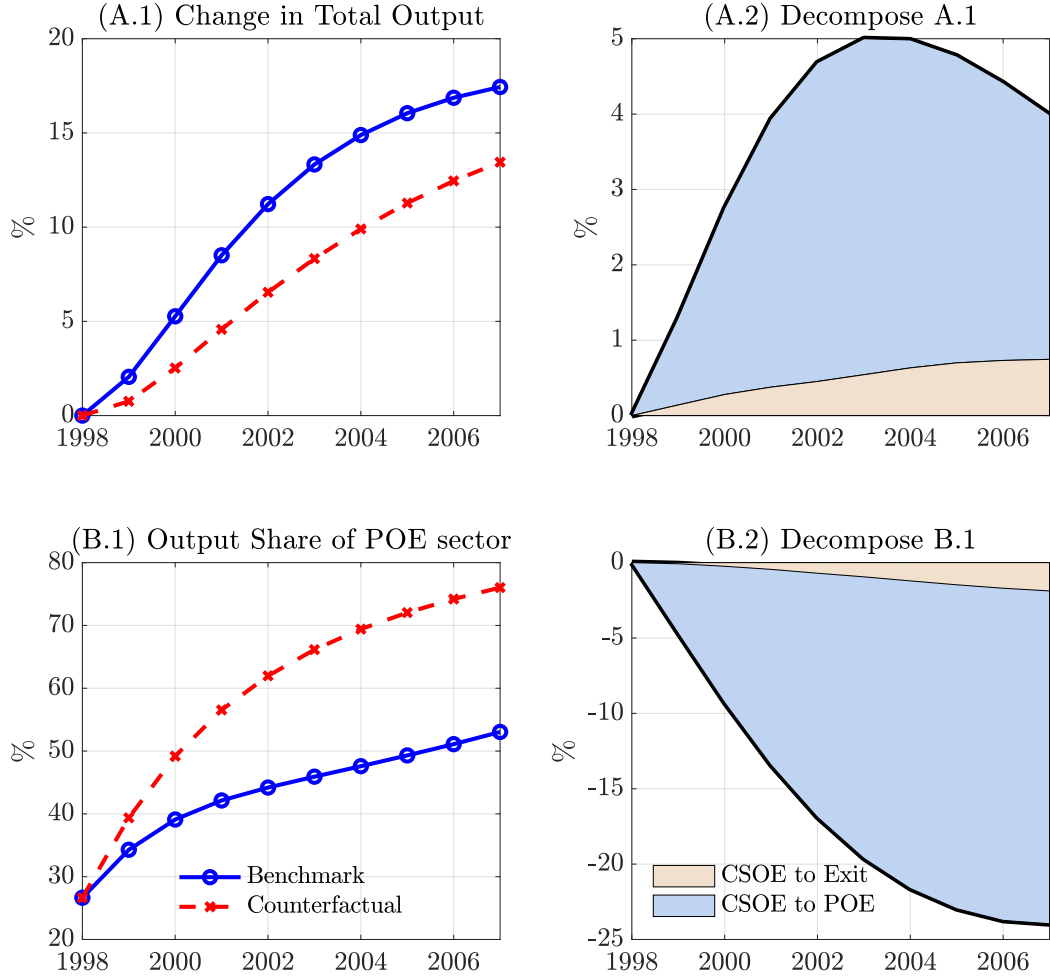 (A.1) Change in Total Output
20
15
10
5
0
%
1998 2000 2002 2004 2006
(A.2) Decompose A.1
5
4
3
2
1
0
%
1998 2000 2002 2004 2006
(B.1) Output Share of POE sector
80
70
60
50
40
30
20
%
Benchmark
Counterfactual
1998 2000 2002 2004 2006
(B.2) Decompose B.1
0
-5
-10
-15
-20
-25
%
CSOE to Exit
CSOE to POE
1998 2000 2002 2004 2006